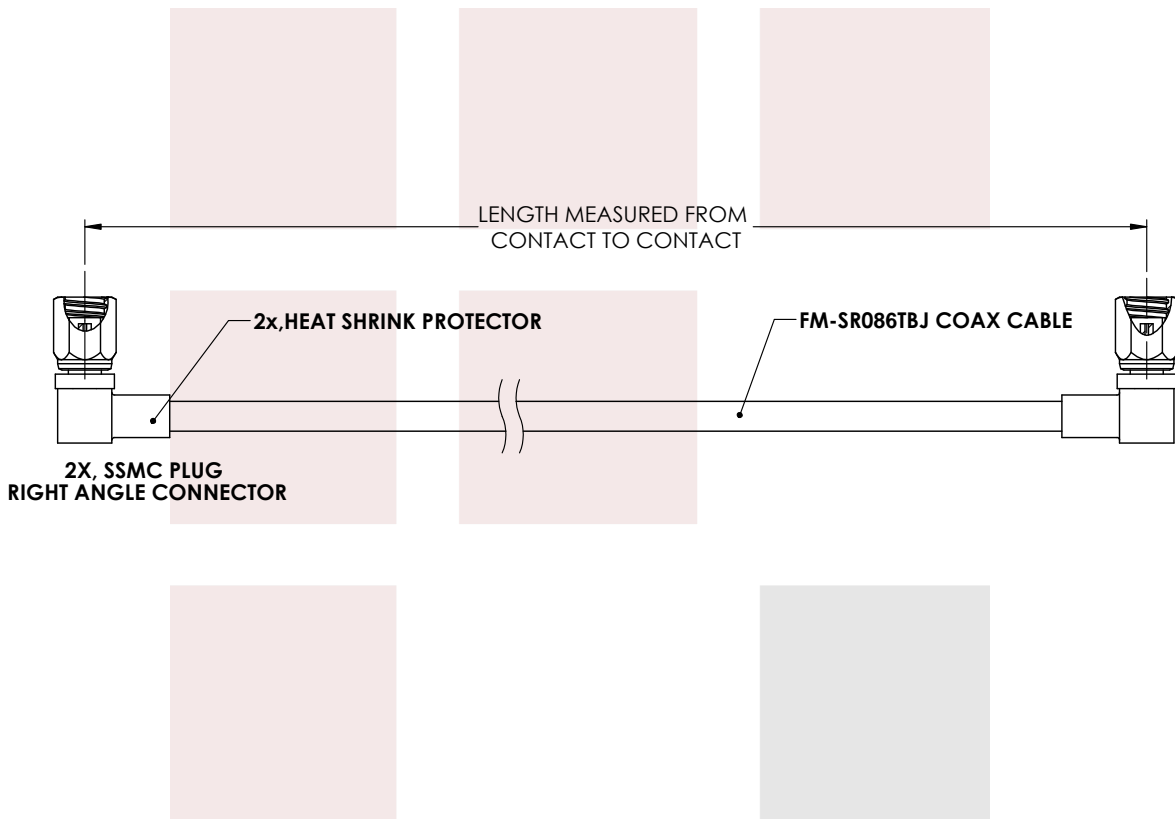 LENGTH MEASURED FROM
CONTACT TO CONTACT
2x,HEAT SHRINK PROTECTOR
FM-SR086TBJ COAX CABLE
2X, SSMC PLUG
RIGHT ANGLE CONNECTOR